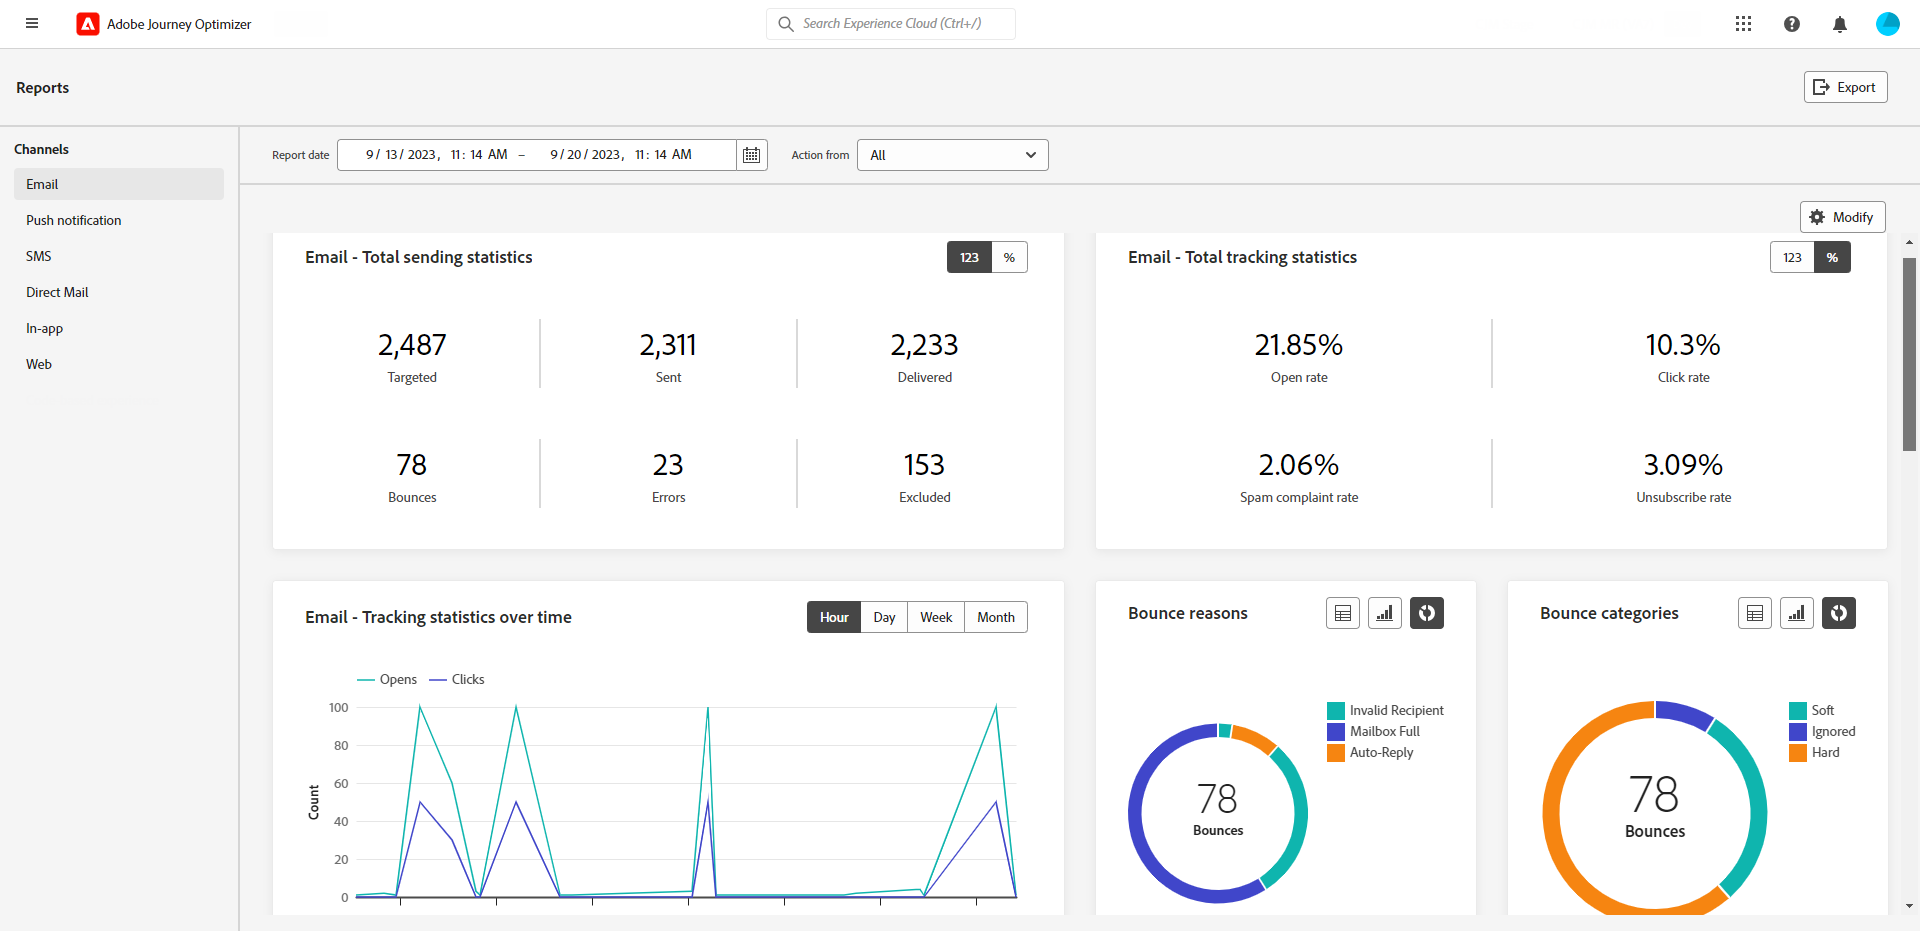 Adobe Journey Optimizer
Search Experience Cloud (Ctrl+/)
Reports
Export
Channels
Email
Push notification
SMS
Direct Mail
In-app
Web
Report date
9/ 13/ 2023, 11: 14 AM – 9/ 20/ 2023, 11: 14 AM
Action from
All
Modify
Email - Total sending statistics
123 %
2,487
Targeted
2,311
Sent
2,233
Delivered
78
Bounces
23
Errors
153
Excluded
Email - Total tracking statistics
123 %
21.85%
Open rate
10.3%
Click rate
2.06%
Spam complaint rate
3.09%
Unsubscribe rate
Email - Tracking statistics over time
Hour Day Week Month
Opens Clicks
100
80
60
40
20
0
Count
Bounce reasons
Invalid Recipient
Mailbox Full
Auto-Reply
78
Bounces
Bounce categories
Soft
Ignored
Hard
78
Bounces